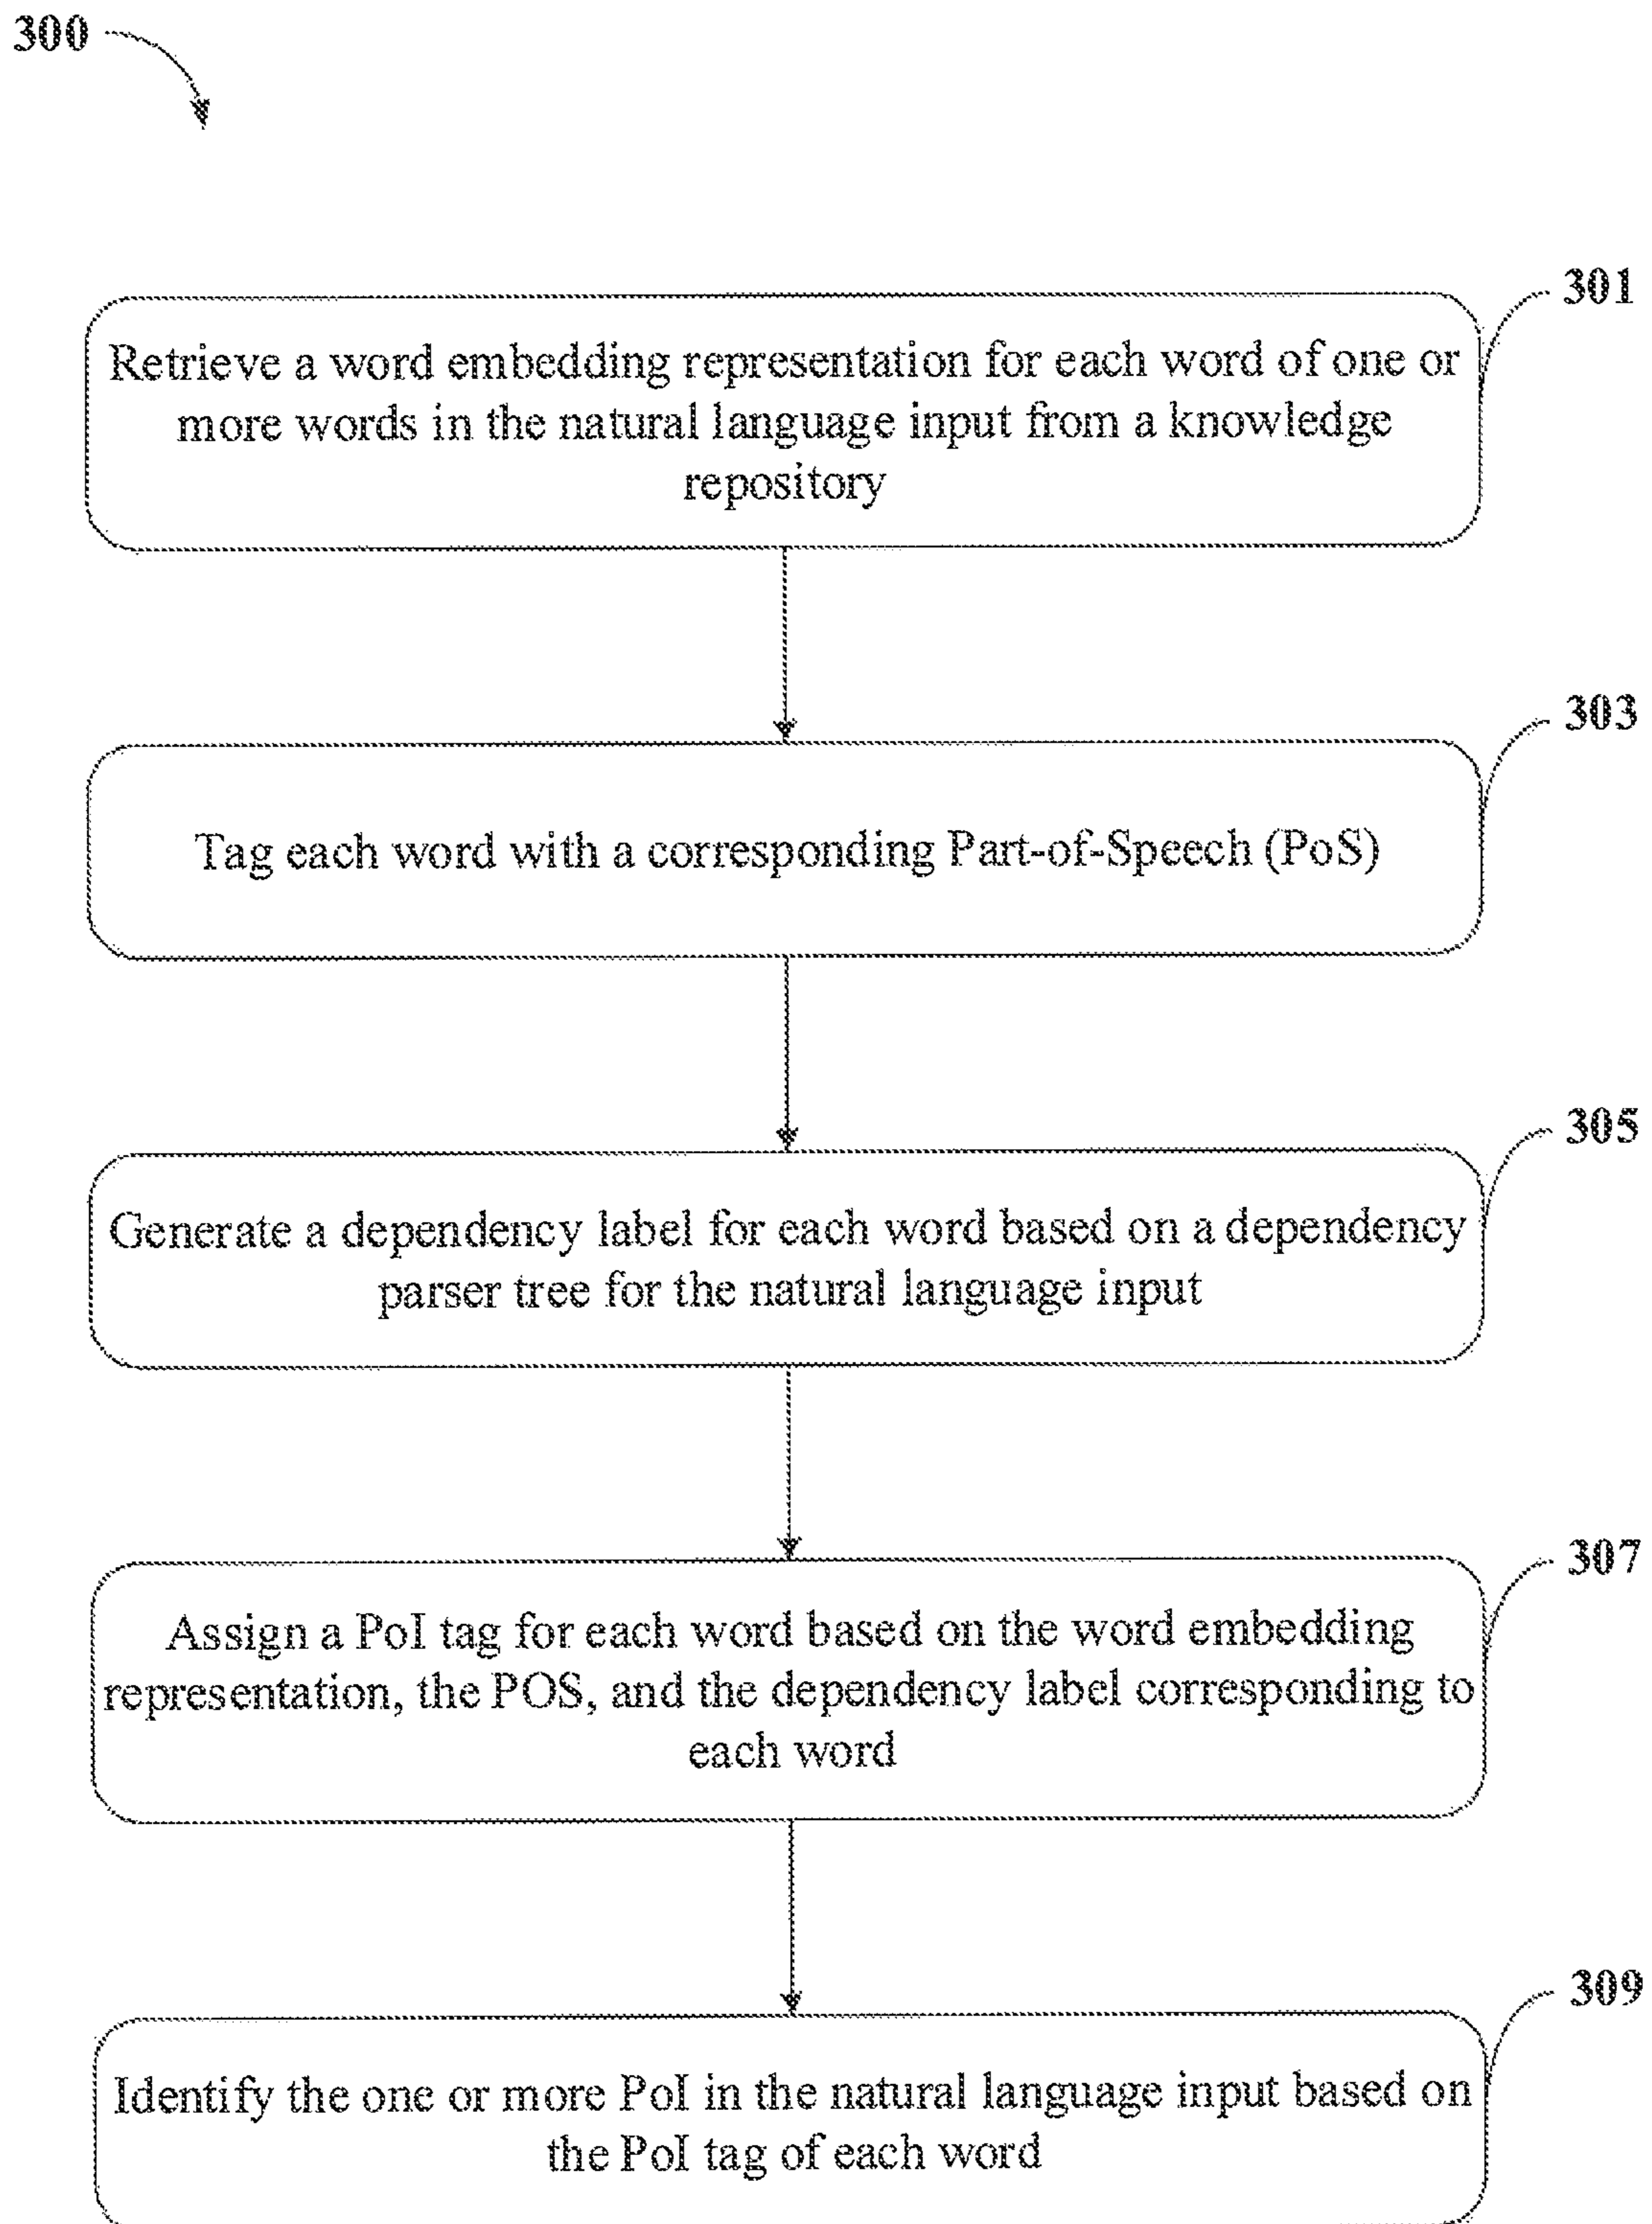 300
301
Retrieve a word embedding representation for each word of one or
more words in the natural language input from a knowledge
repository
303
Tag each word with a corresponding Part-of-Speech (PoS)
305
Generate a dependency label for each word based on a dependency
parser tree for the natural language input
307
Assign a PoI tag for each word based on the word embedding
representation, the POS, and the dependency label corresponding to
each word
309
Identify the one or more PoI in the natural language input based on
the PoI tag of each word